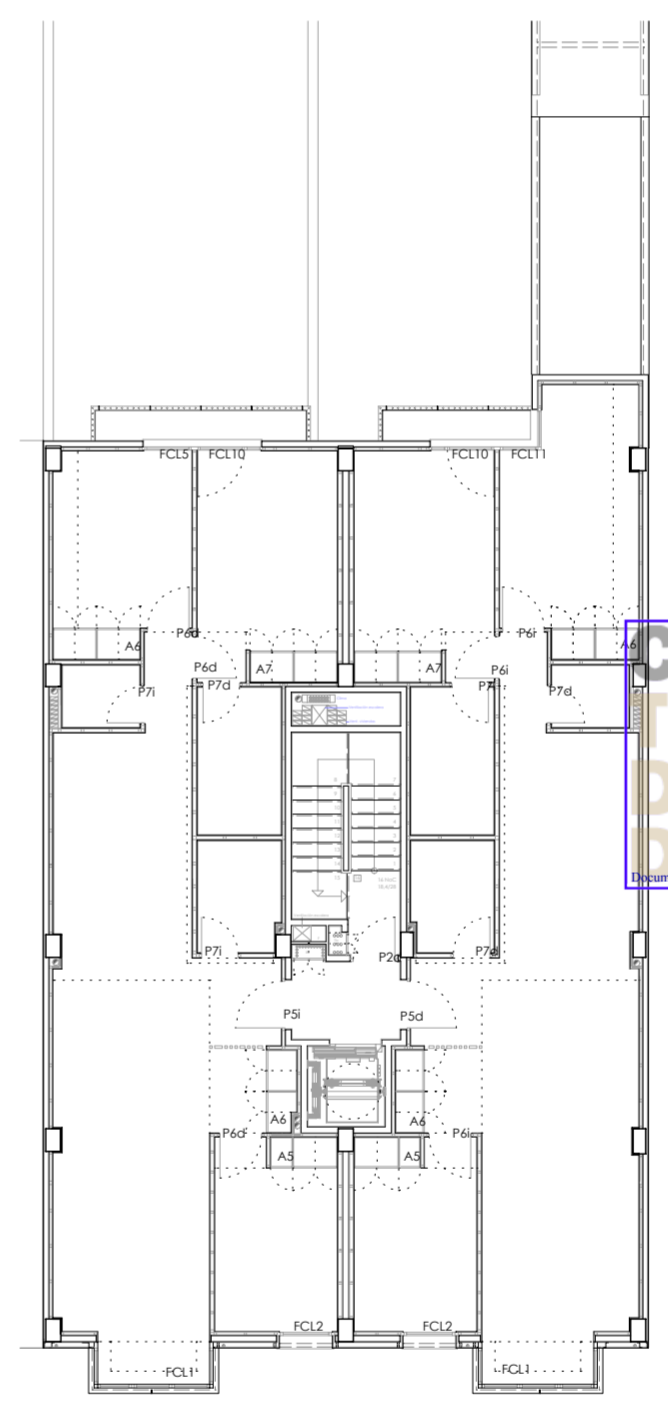 FCL5 FCL10 FCL10 FCL11
A6 P6d P6i A6
P6d A7 A7 P6i
P7i P7d P7 P7d
Docum
P7i P2d P7d
P5i P5d
A6 A6
P6d P6i
A5 A5
FCL2 FCL2
FCL1 FCL1